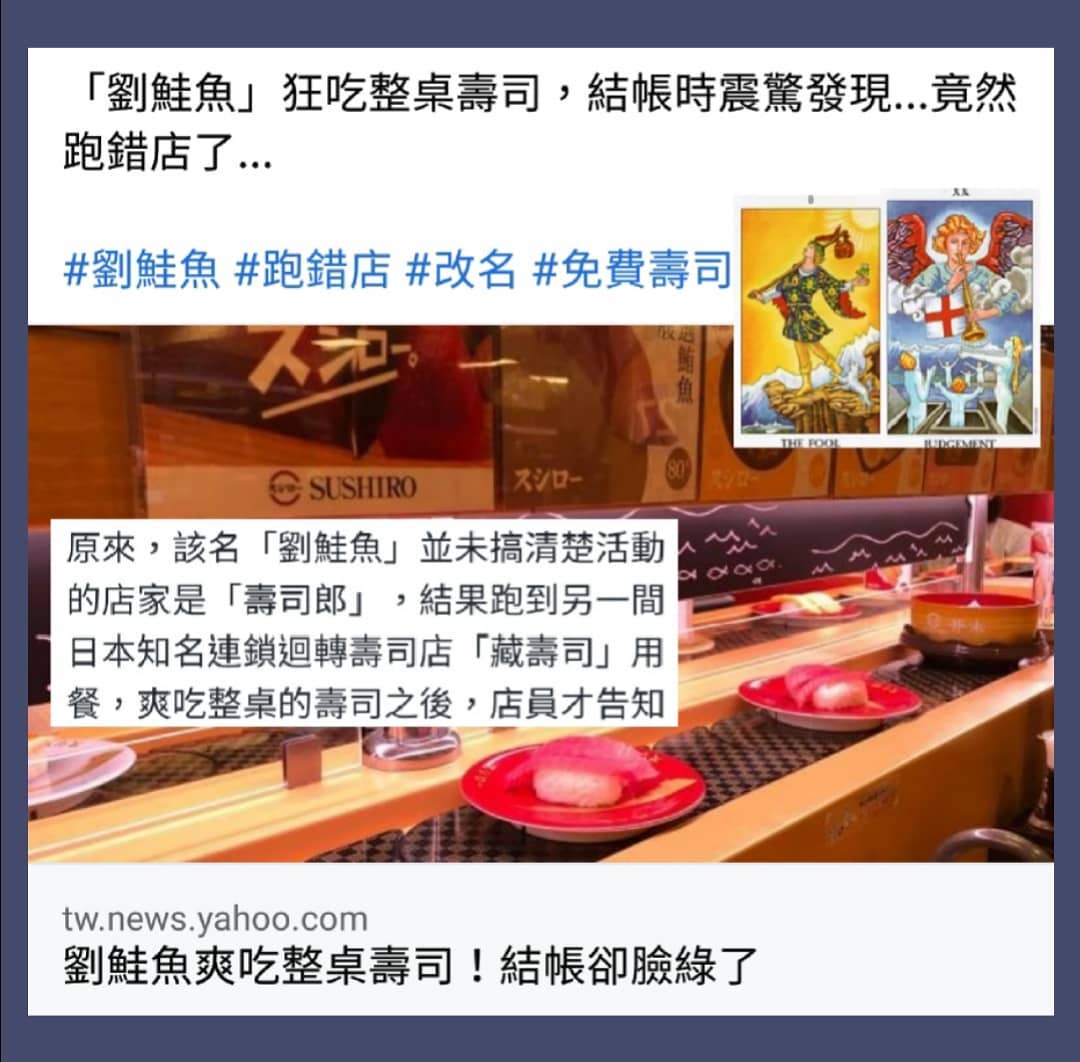 「劉鮭魚」狂吃整桌壽司，結帳時震驚發現...竟然
跑錯店了...
#劉鮭魚 #跑錯店 #改名 #免費壽司
0
THE FOOL
XX
JUDGEMENT
スシロー。
選鮪魚
SUSHIRO
スシロー
80
スシロー
原來，該名「劉鮭魚」並未搞清楚活動
的店家是「壽司郎」，結果跑到另一間
日本知名連鎖迴轉壽司店「藏壽司」用
餐，爽吃整桌的壽司之後，店員才告知
tw.news.yahoo.com
劉鮭魚爽吃整桌壽司！結帳卻臉綠了